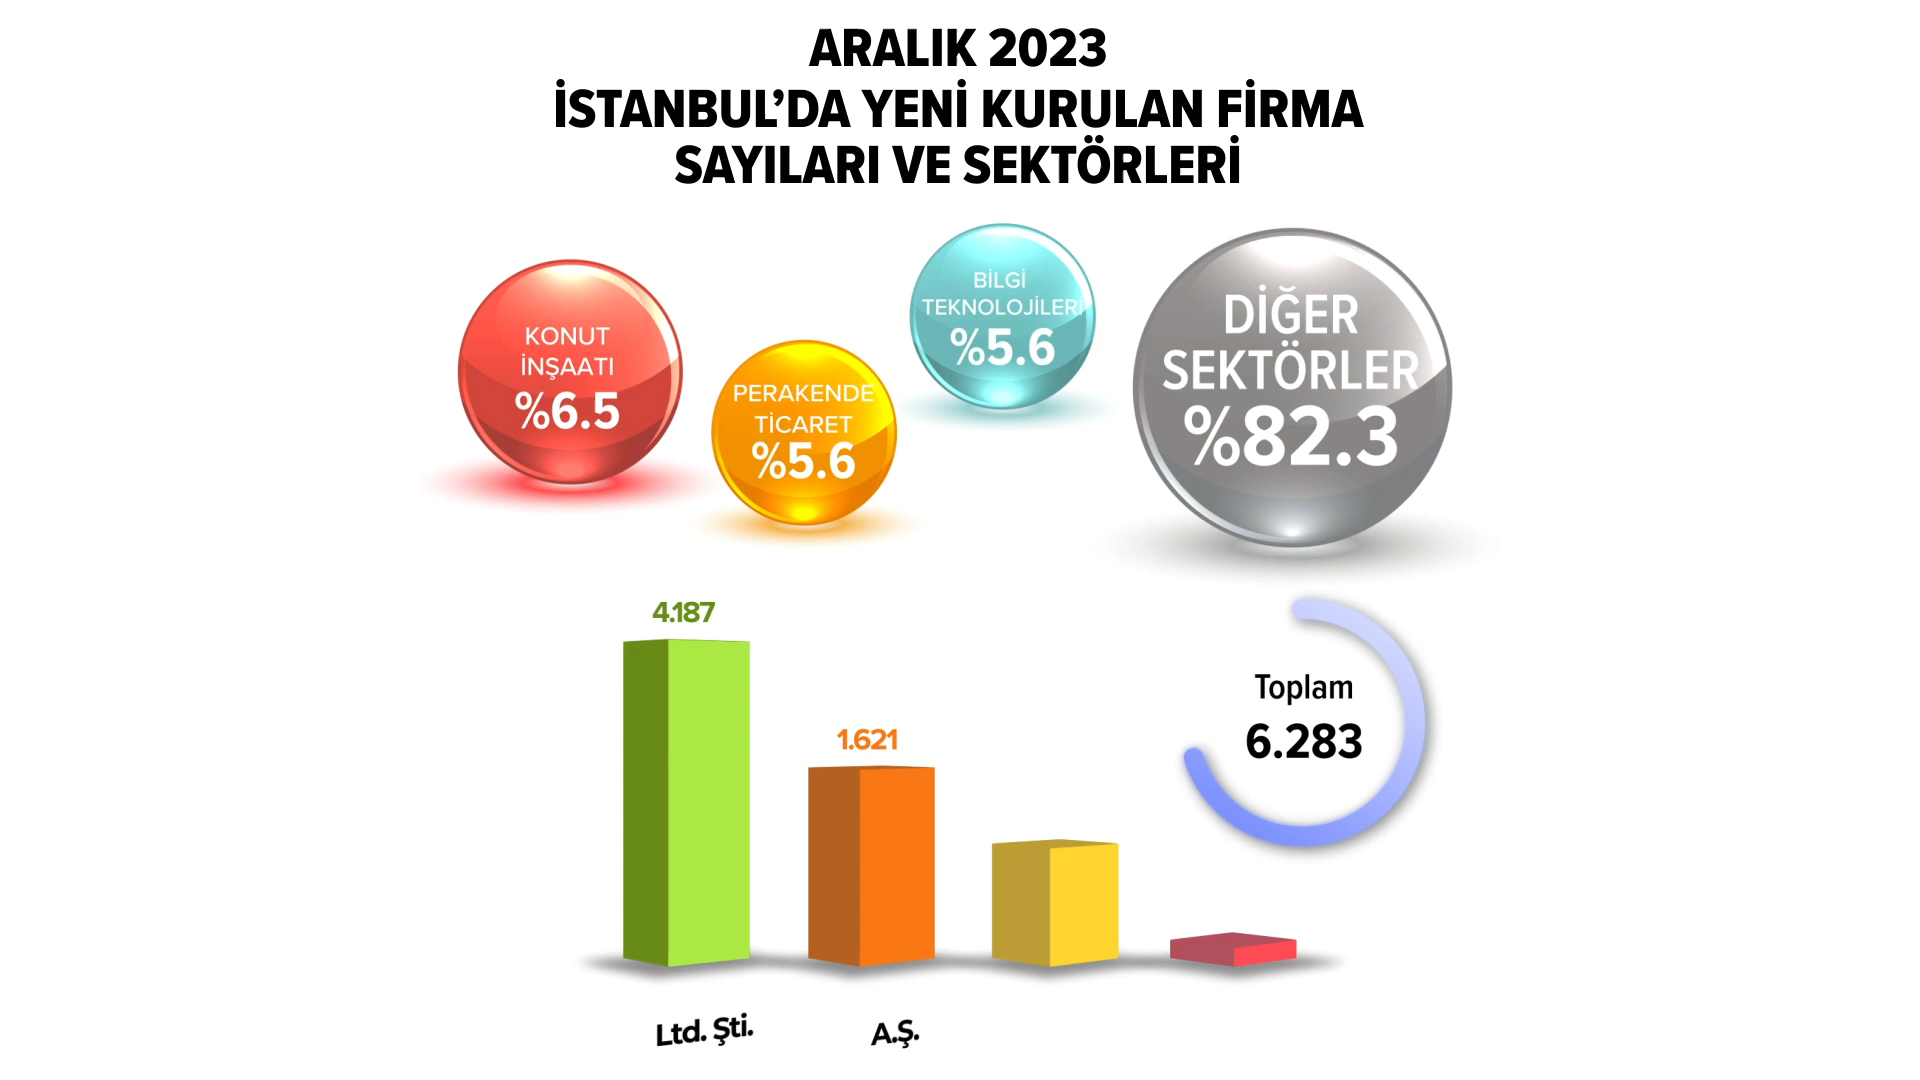 ARALIK 2023
İSTANBUL’DA YENİ KURULAN FİRMA
SAYILARI VE SEKTÖRLERİ
KONUT
İNŞAATI
%6.5
PERAKENDE
TİCARET
%5.6
BİLGİ
TEKNOLOJİLERİ
%5.6
DİĞER
SEKTÖRLER
%82.3
4.187
1.621
Toplam
6.283
Ltd. Şti.
A.Ş.